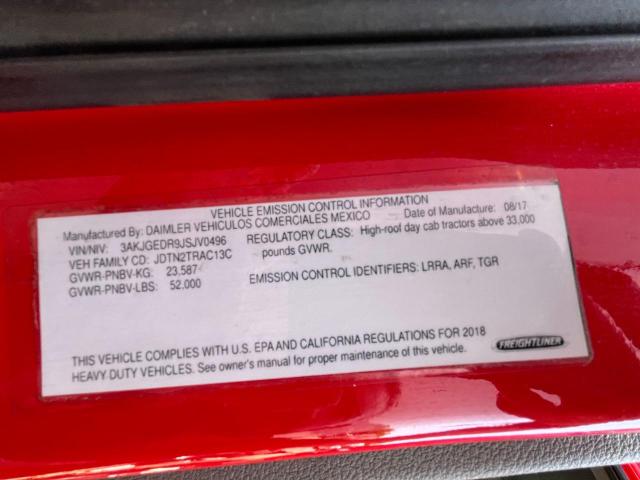 VEHICLE EMISSION CONTROL INFORMATION
Manufactured By: DAIMLER VEHICULOS COMERCIALES MEXICO Date of Manufacture: 08/17
VIN/NIV: 3AKJGEDR9JSJV0496 REGULATORY CLASS: High-roof day cab tractors above 33,000
VEH FAMILY CD: JDTN2TRAC13C pounds GVWR.
GVWR-PNBV-KG: 23,587
GVWR-PNBV-LBS: 52,000 EMISSION CONTROL IDENTIFIERS: LRRA, ARF, TGR
THIS VEHICLE COMPLIES WITH U.S. EPA AND CALIFORNIA REGULATIONS FOR 2018
HEAVY DUTY VEHICLES. See owner's manual for proper maintenance of this vehicle.
FREIGHTLINER